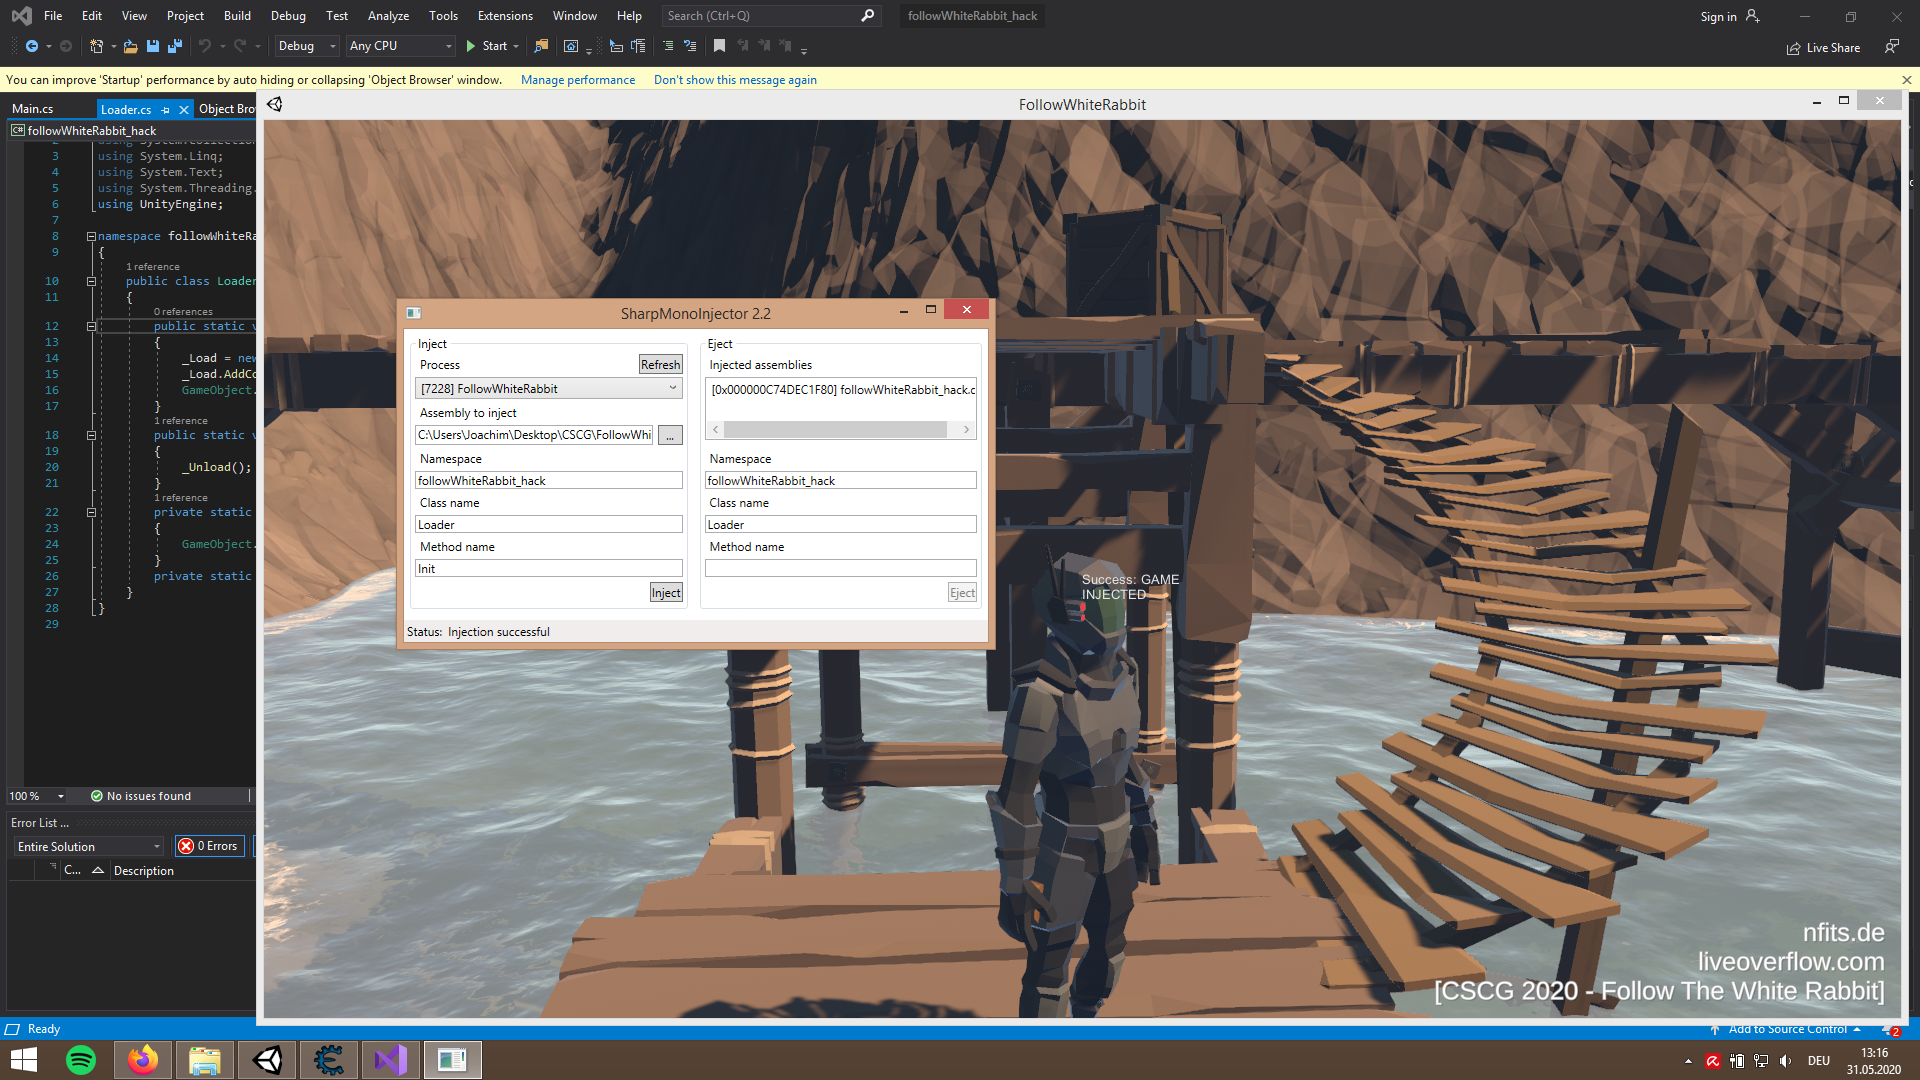 File Edit View Project Build Debug Test Analyze Tools Extensions Window Help Search (Ctrl+Q) followWhiteRabbit_hack Sign in
Debug Any CPU Start Live Share
You can improve 'Startup' performance by auto hiding or collapsing 'Object Browser' window. Manage performance Don't show this message again
Main.cs Loader.cs Object Brow
followWhiteRabbit_hack
2 using System.Collection
3 using System.Linq;
4 using System.Text;
5 using System.Threading.
6 using UnityEngine;
7
8 namespace followWhiteRa
9 {
1 reference
10 public class Loader
11 {
0 references
12 public static v
13 {
14 _Load = new
15 _Load.AddCo
16 GameObject.
17 }
1 reference
18 public static v
19 {
20 _Unload();
21 }
1 reference
22 private static
23 {
24 GameObject.
25 }
26 private static
27 }
28 }
29
100 % No issues found
Error List ...
Entire Solution 0 Errors
C... Description
Ready
Add to Source Control 2
FollowWhiteRabbit
SharpMonoInjector 2.2
Inject
Process Refresh
[7228] FollowWhiteRabbit
Assembly to inject
C:\Users\Joachim\Desktop\CSCG\FollowWhi ...
Namespace
followWhiteRabbit_hack
Class name
Loader
Method name
Init
Inject
Eject
Injected assemblies
[0x000000C74DEC1F80] followWhiteRabbit_hack.c
Namespace
followWhiteRabbit_hack
Class name
Loader
Method name
Eject
Status: Injection successful
Success: GAME
INJECTED
nfits.de
liveoverflow.com
[CSCG 2020 - Follow The White Rabbit]
DEU
13:16
31.05.2020